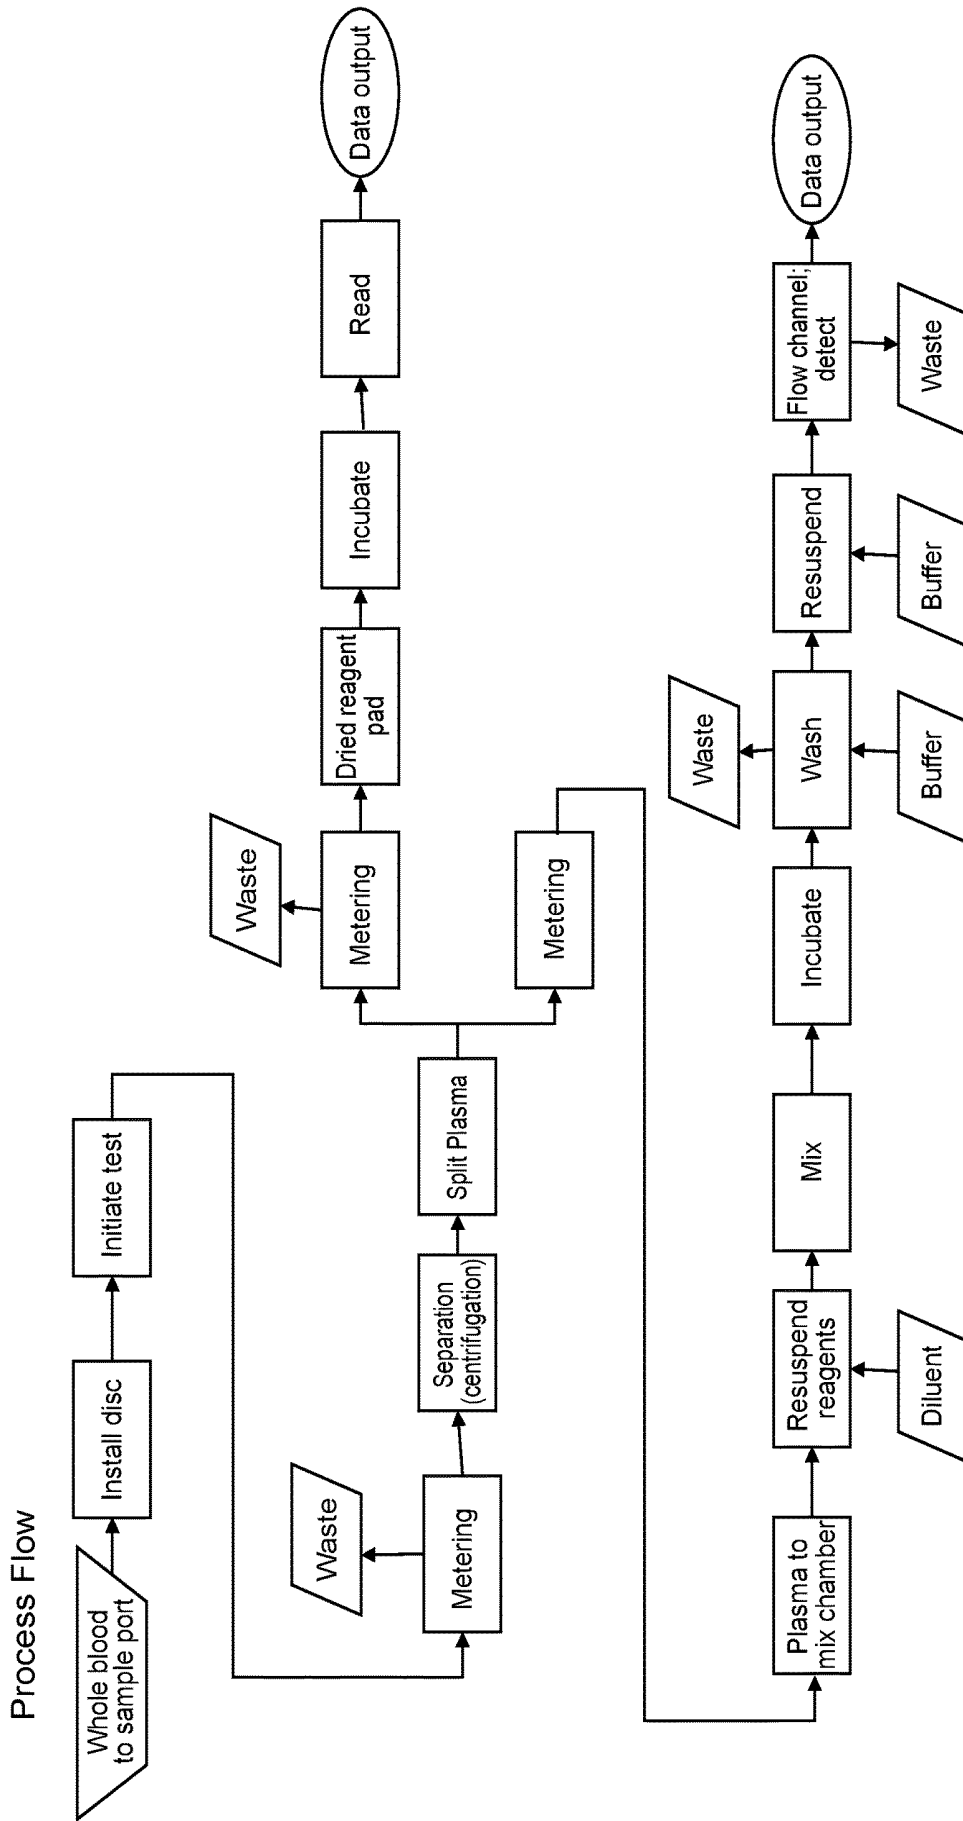 Process Flow
Whole blood
to sample port
Install disc
Initiate test
Waste
Metering
Separation
(centrifugation)
Split Plasma
Waste
Metering
Dried reagent
pad
Incubate
Read
Data output
Metering
Plasma to
mix chamber
Resuspend
reagents
Diluent
Mix
Incubate
Waste
Wash
Buffer
Resuspend
Buffer
Flow channel;
detect
Waste
Data output